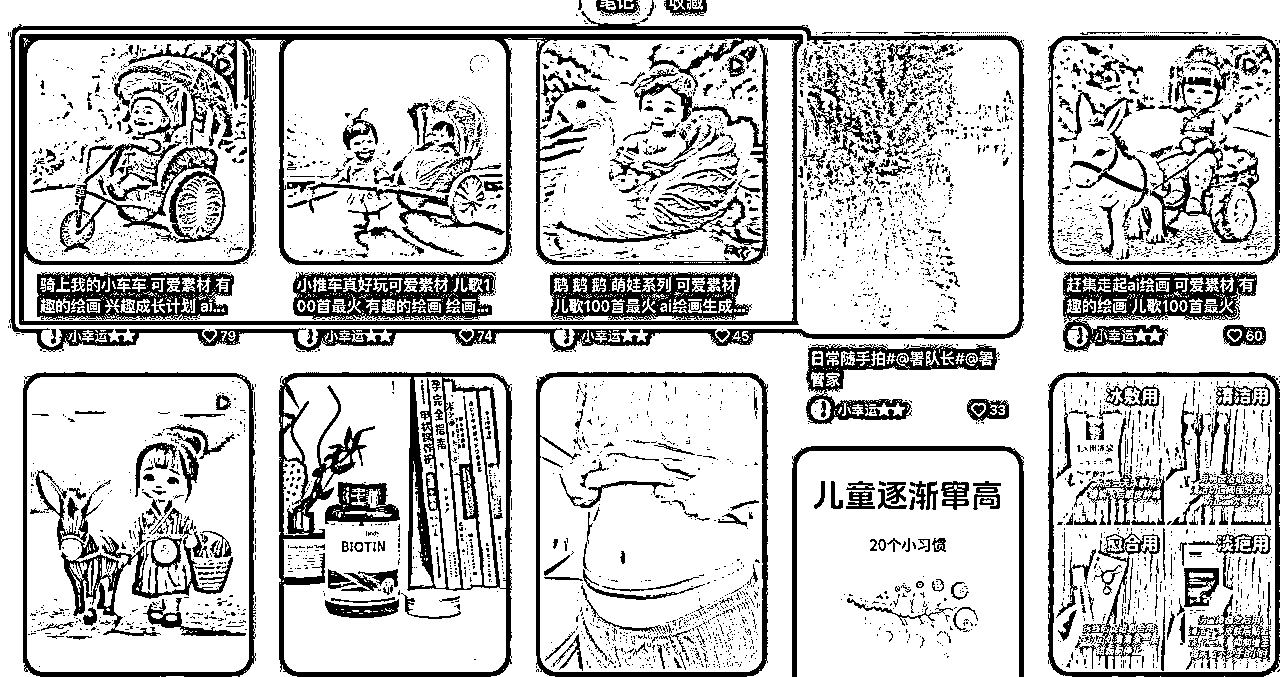 笔记 收藏
骑上我的小车车 可爱素材 有
趣的绘画 兴趣成长计划 ai...
小幸运★★ 79
小推车真好玩可爱素材 儿歌1
00首最火 有趣的绘画 绘画...
小幸运★★ 74
鹅 鹅 鹅 萌娃系列 可爱素材
儿歌100首最火 ai绘画生成...
小幸运★★ 45
日常随手拍#@薯队长#@薯
管家
小幸运★★ 33
赶集走起ai绘画 可爱素材 有
趣的绘画 儿歌100首最火
小幸运★★ 60
BIOTIN
儿童逐渐窜高
20个小习惯
冰敷用
清洁用
愈合用
淡疤用